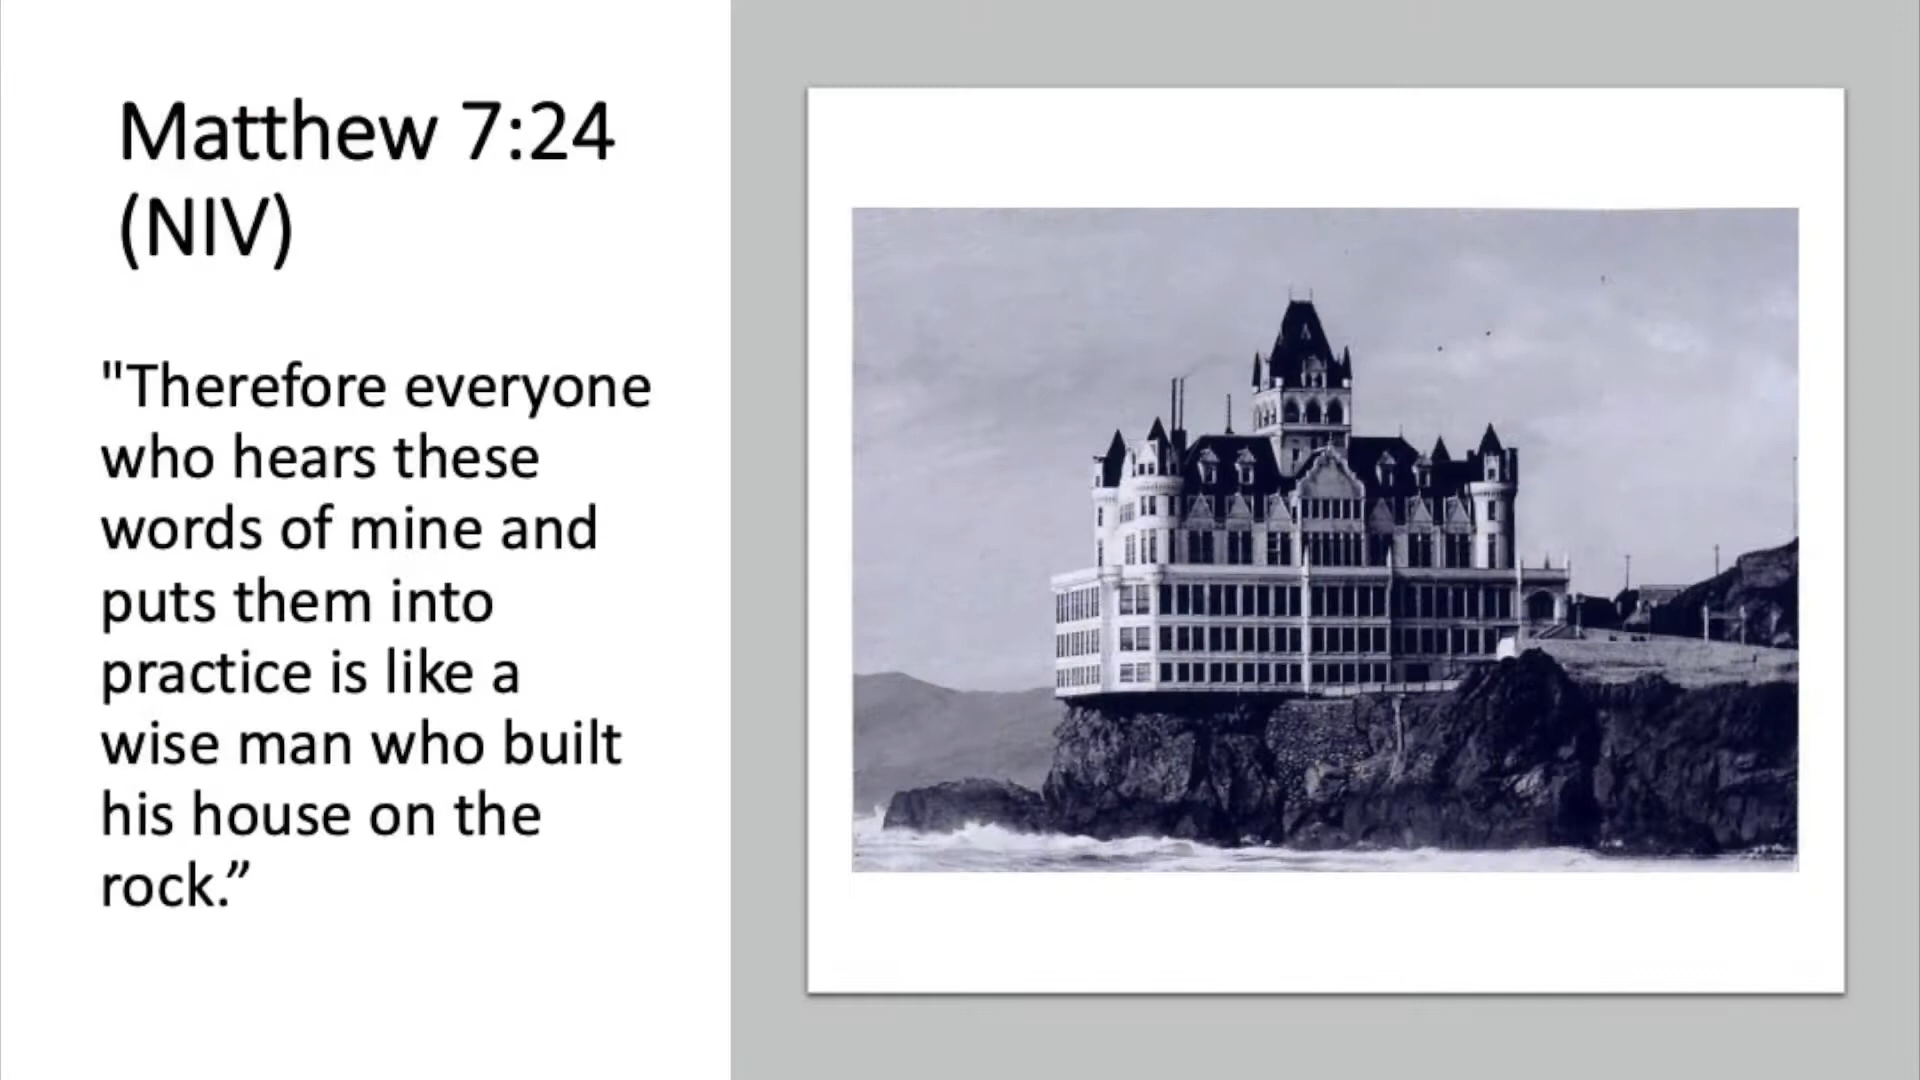 Matthew 7:24
(NIV)
"Therefore everyone
who hears these
words of mine and
puts them into
practice is like a
wise man who built
his house on the
rock.”